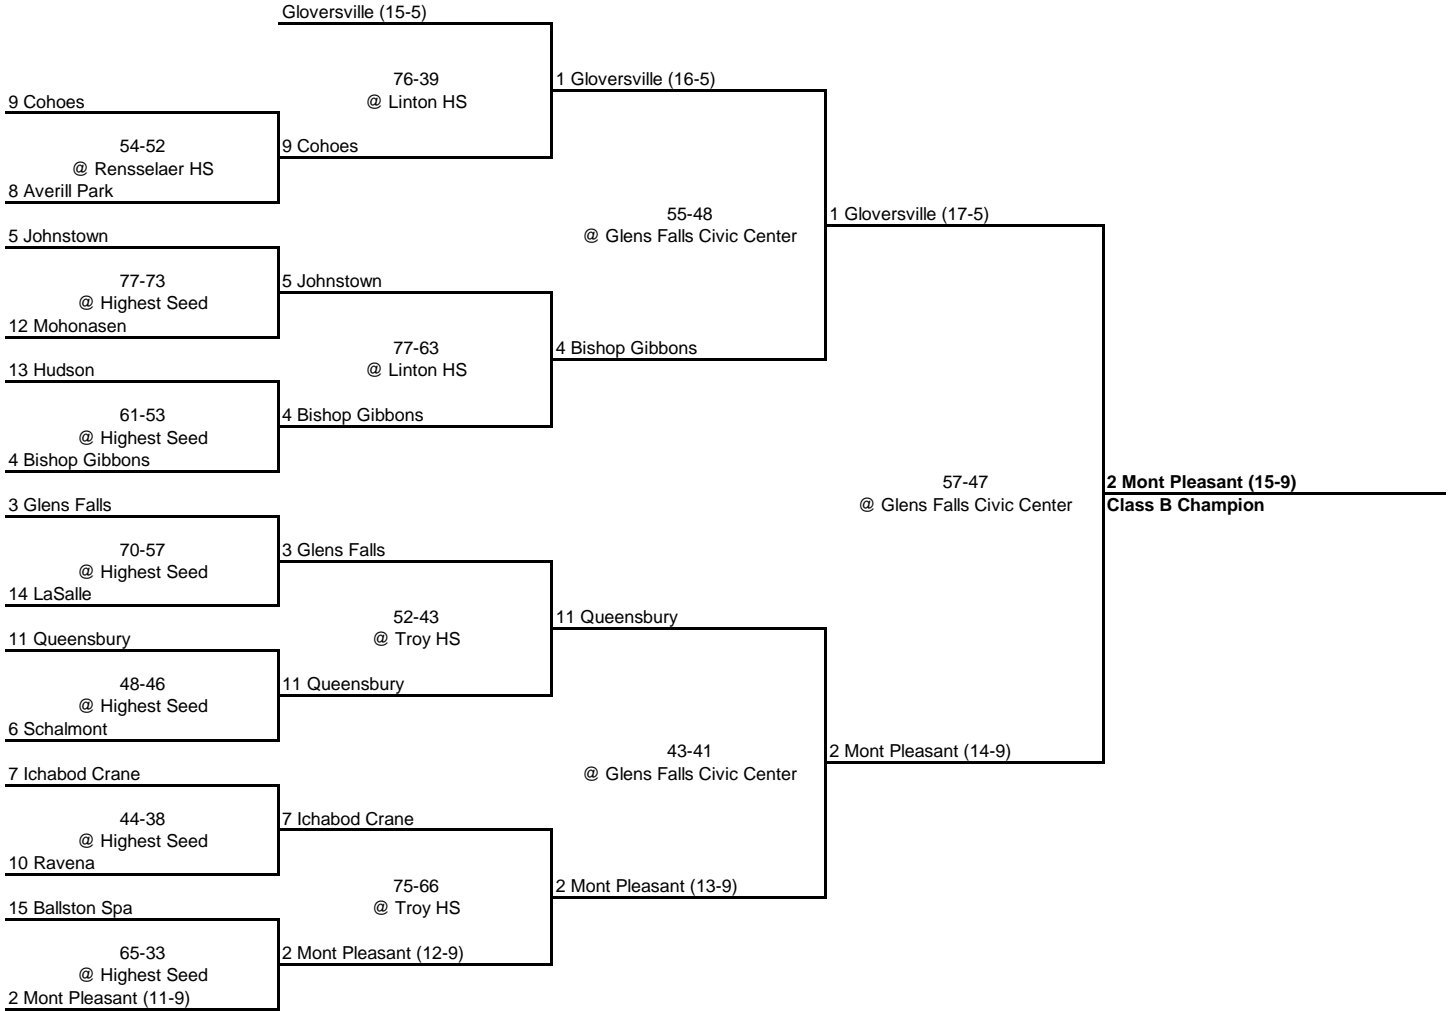 Gloversville (15-5)
76-39
@ Linton HS
1 Gloversville (16-5)
9 Cohoes
54-52
@ Rensselaer HS
9 Cohoes
8 Averill Park
55-48
@ Glens Falls Civic Center
1 Gloversville (17-5)
5 Johnstown
77-73
@ Highest Seed
5 Johnstown
12 Mohonasen
77-63
@ Linton HS
4 Bishop Gibbons
13 Hudson
61-53
@ Highest Seed
4 Bishop Gibbons
4 Bishop Gibbons
57-47
@ Glens Falls Civic Center
2 Mont Pleasant (15-9)
Class B Champion
3 Glens Falls
70-57
@ Highest Seed
3 Glens Falls
14 LaSalle
52-43
@ Troy HS
11 Queensbury
11 Queensbury
48-46
@ Highest Seed
11 Queensbury
6 Schalmont
43-41
@ Glens Falls Civic Center
2 Mont Pleasant (14-9)
7 Ichabod Crane
44-38
@ Highest Seed
7 Ichabod Crane
10 Ravena
75-66
@ Troy HS
2 Mont Pleasant (13-9)
15 Ballston Spa
65-33
@ Highest Seed
2 Mont Pleasant (12-9)
2 Mont Pleasant (11-9)